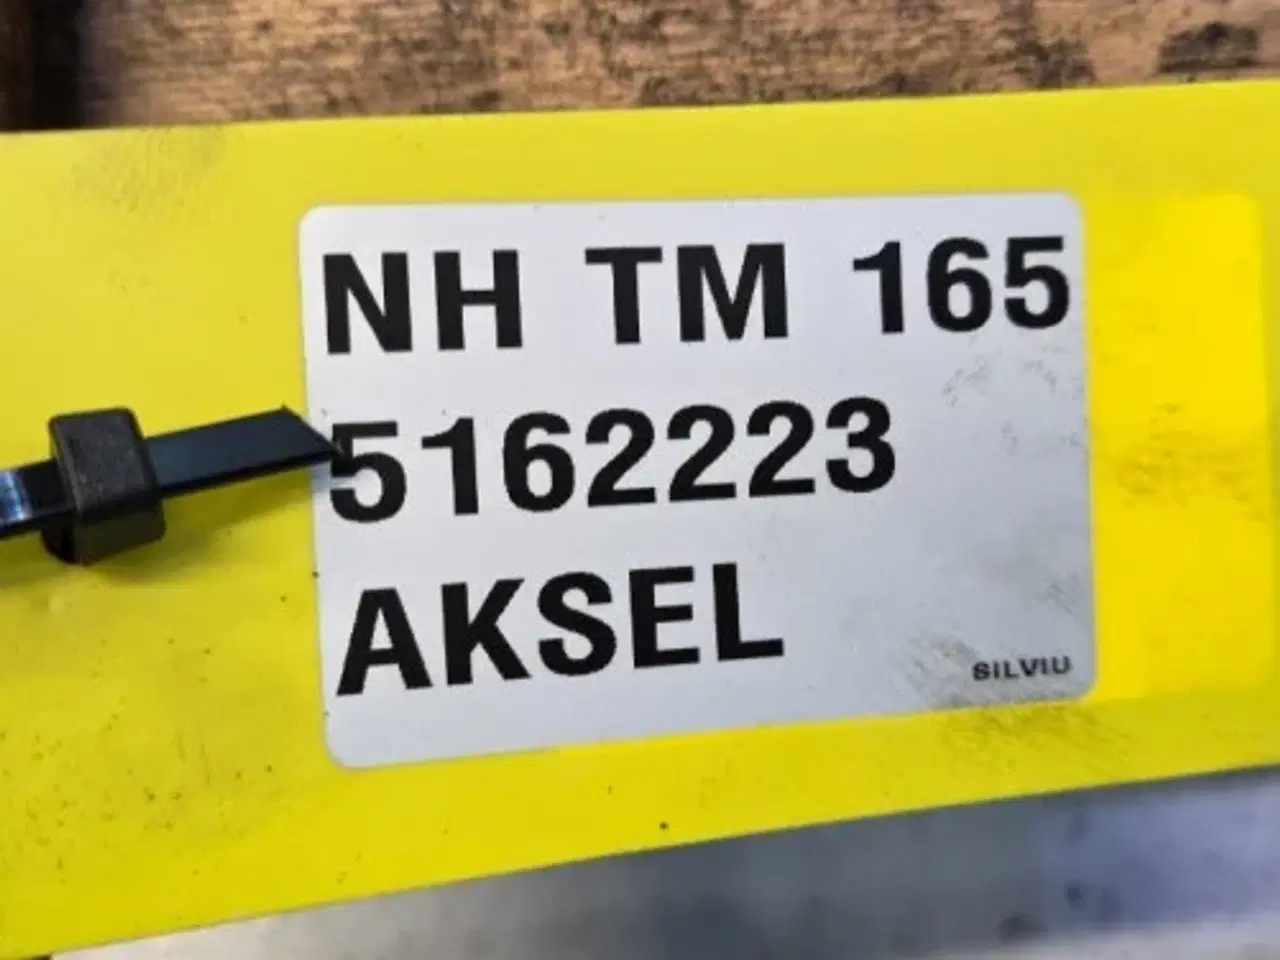 NH TM 165
5162223
AKSEL
SILVIU